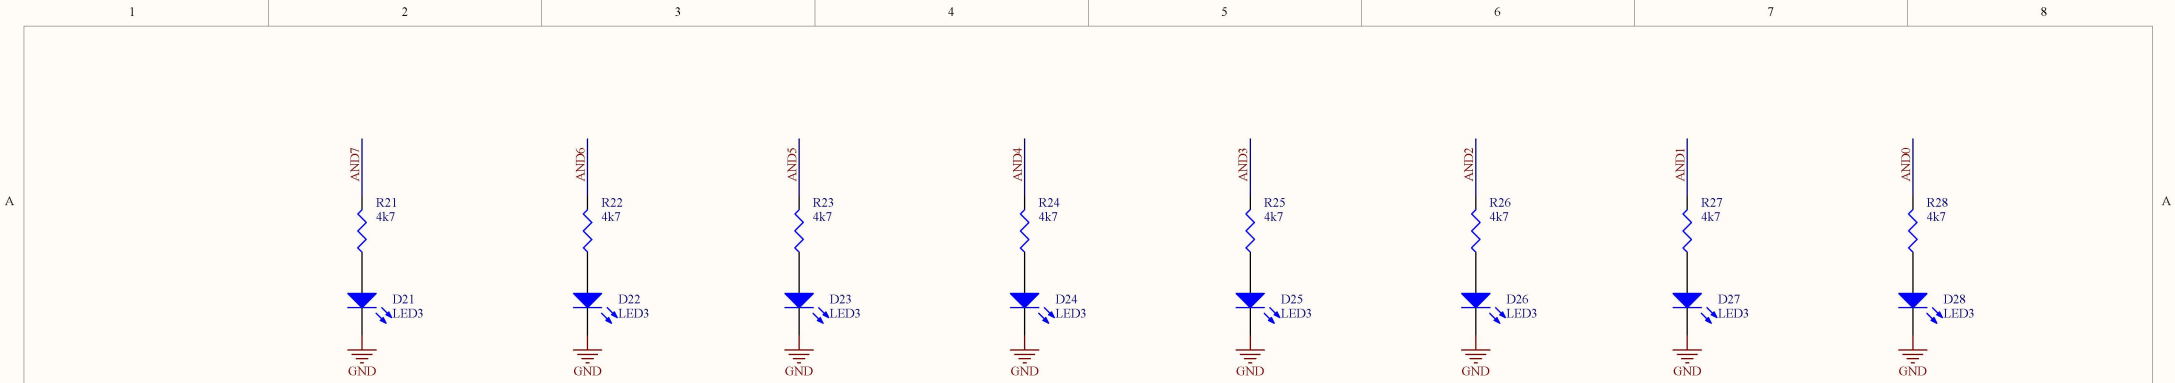 1 2 3 4 5 6 7 8
AND7 AND6 AND5 AND4 AND3 AND2 AND1 AND0
A R21 R22 R23 R24 R25 R26 R27 R28 A
4k7 4k7 4k7 4k7 4k7 4k7 4k7 4k7
D21 D22 D23 D24 D25 D26 D27 D28
LED3 LED3 LED3 LED3 LED3 LED3 LED3 LED3
GND GND GND GND GND GND GND GND